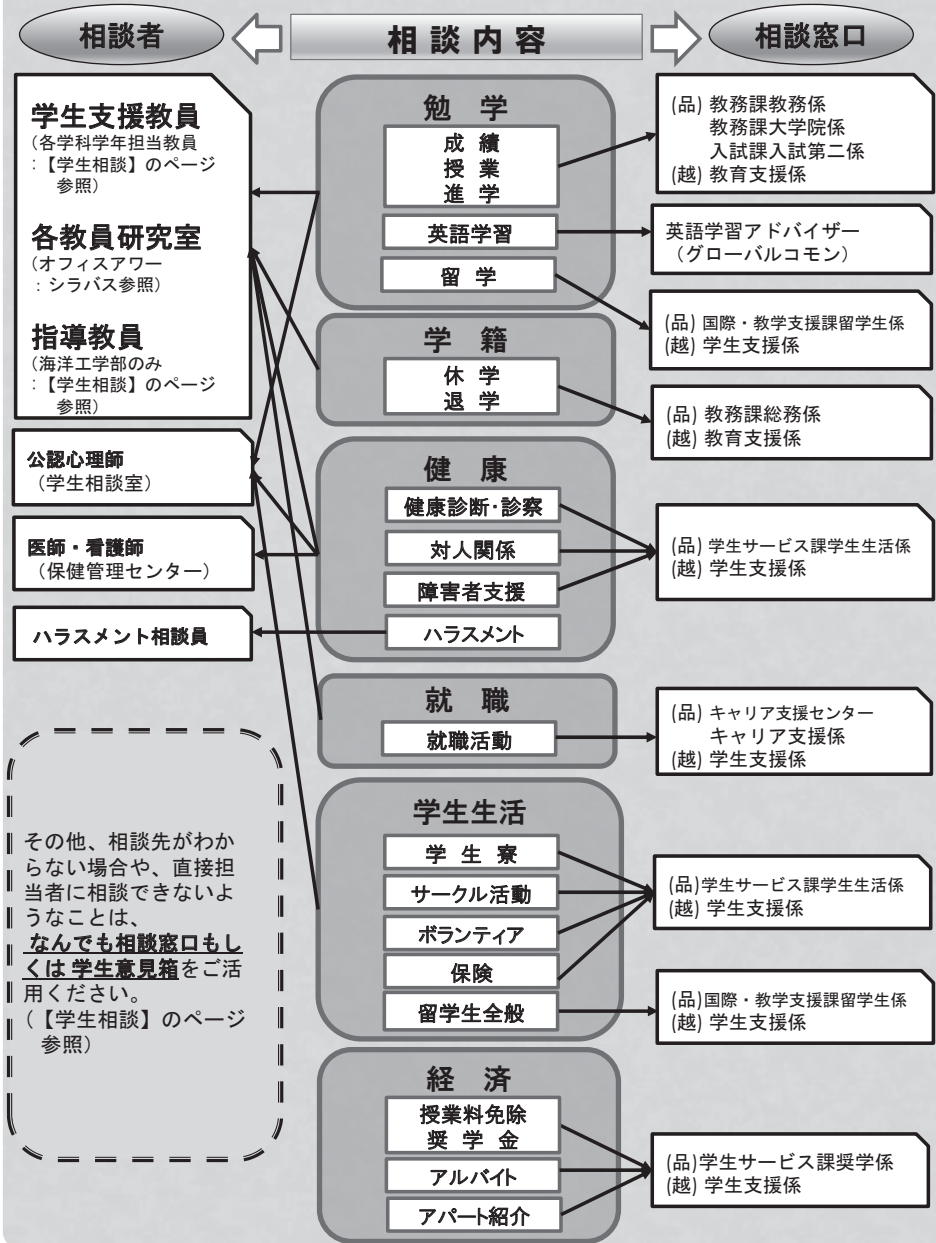 相談者
相談内容
相談窓口
学生支援教員
（各学科学年担当教員
：【学生相談】のページ
参照）
各教員研究室
（オフィスアワー
：シラバス参照）
指導教員
（海洋工学部のみ
：【学生相談】のページ
参照）
公認心理師
（学生相談室）
医師・看護師
（保健管理センター）
ハラスメント相談員
その他、相談先がわか
らない場合や、直接担
当者に相談できないよ
うなことは、
なんでも相談窓口もし
くは 学生意見箱をご活
用ください。
（【学生相談】のページ
参照）
勉 学
成 績
授 業
進 学
英語学習
留 学
学 籍
休 学
退 学
健 康
健康診断・診察
対人関係
障害者支援
ハラスメント
就 職
就職活動
学生生活
学 生 寮
サークル活動
ボランティア
保険
留学生全般
経 済
授業料免除
奨 学 金
アルバイト
アパート紹介
(品) 教務課教務係
教務課大学院係
入試課入試第二係
(越) 教育支援係
英語学習アドバイザー
（グローバルコモン）
(品) 国際・教学支援課留学生係
(越) 学生支援係
(品) 教務課総務係
(越) 教育支援係
(品) 学生サービス課学生生活係
(越) 学生支援係
(品) キャリア支援センター
キャリア支援係
(越) 学生支援係
(品)学生サービス課学生生活係
(越) 学生支援係
(品)国際・教学支援課留学生係
(越) 学生支援係
(品)学生サービス課奨学係
(越) 学生支援係